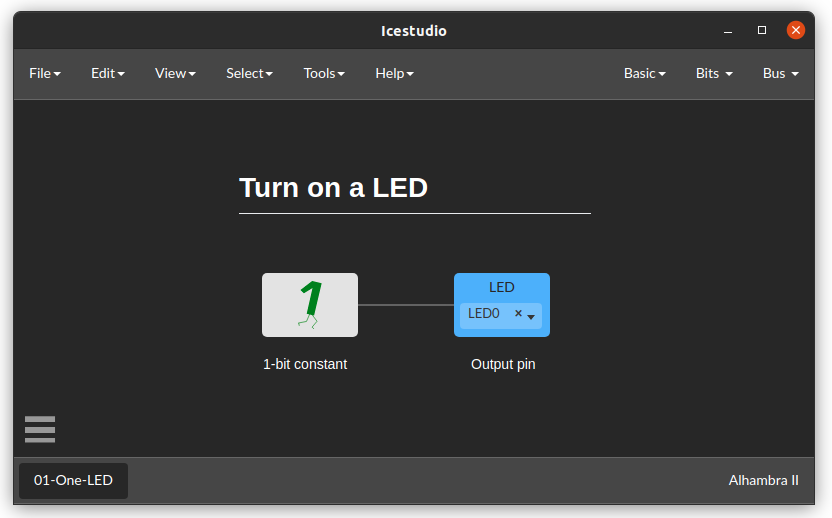 Icestudio
File Edit View Select Tools Help Basic Bits Bus
Turn on a LED
1
LED
LED0 ×
1-bit constant
Output pin
01-One-LED
Alhambra II